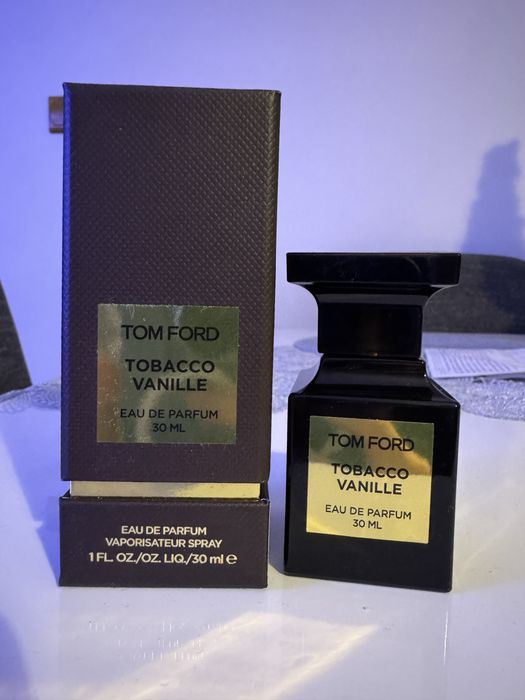 TOM FORD
TOBACCO
VANILLE
EAU DE PARFUM
30 ML
EAU DE PARFUM
VAPORISATEUR SPRAY
1 FL. OZ./OZ. LIQ./30 ml ℮
TOM FORD
TOBACCO
VANILLE
EAU DE PARFUM
30 ML